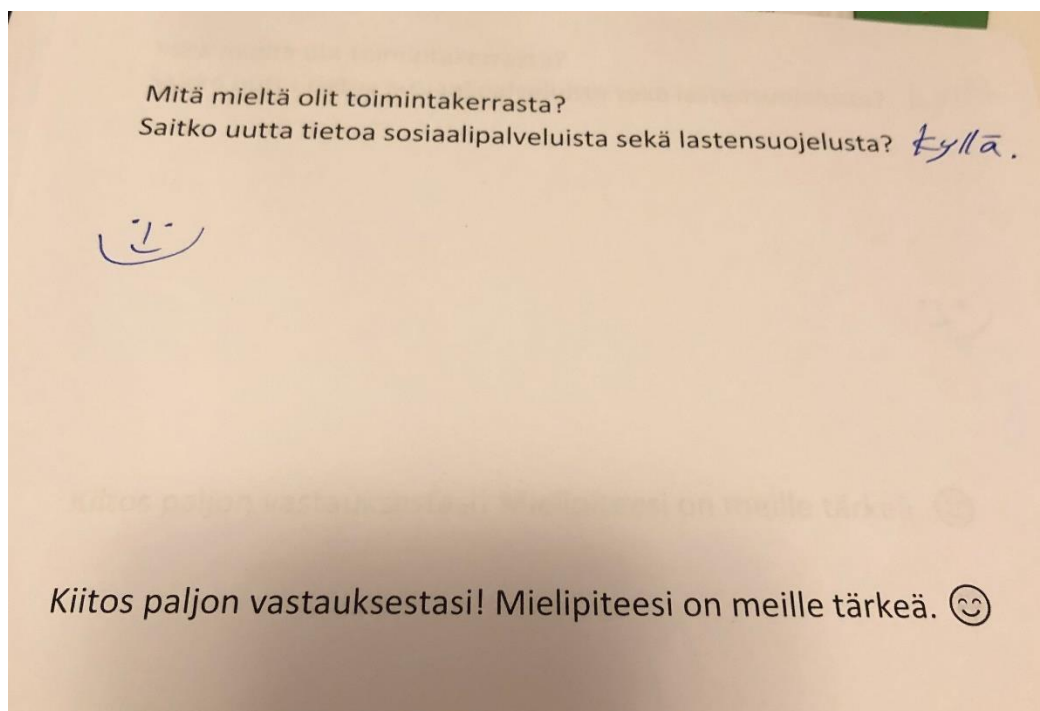 Mitä mieltä olit toimintakerrasta?
Saitko uutta tietoa sosiaalipalveluista sekä lastensuojelusta? kyllä.
Kiitos paljon vastauksestasi! Mielipiteesi on meille tärkeä.